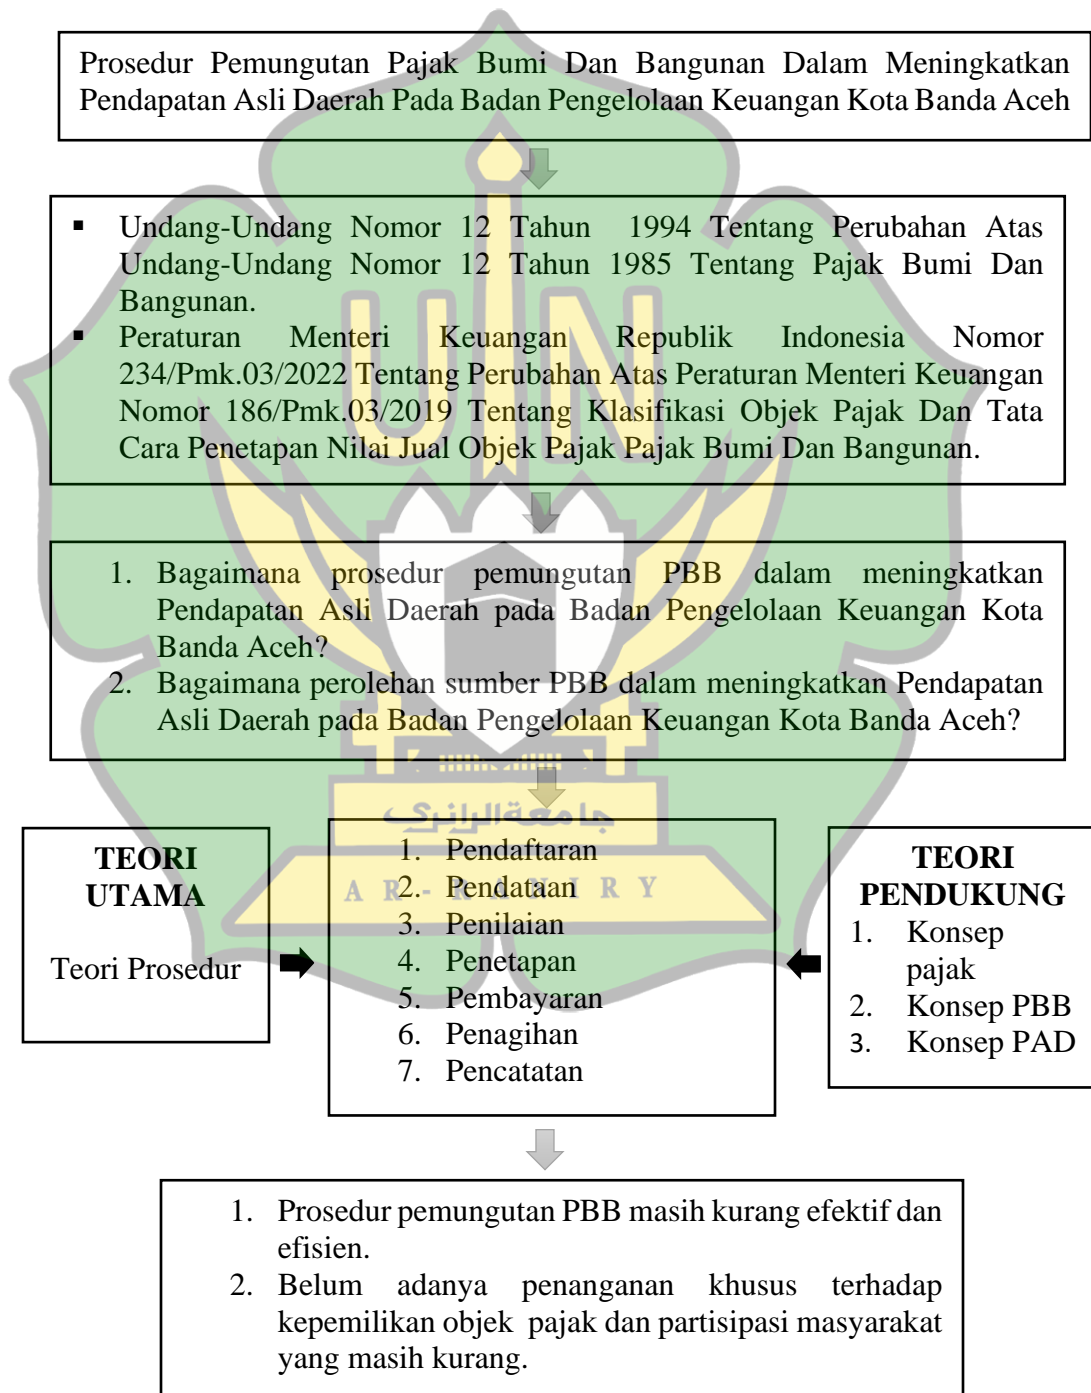 Prosedur Pemungutan Pajak Bumi Dan Bangunan Dalam Meningkatkan
Pendapatan Asli Daerah Pada Badan Pengelolaan Keuangan Kota Banda Aceh
▪ Undang-Undang Nomor 12 Tahun 1994 Tentang Perubahan Atas
Undang-Undang Nomor 12 Tahun 1985 Tentang Pajak Bumi Dan
Bangunan.
▪ Peraturan Menteri Keuangan Republik Indonesia Nomor
234/Pmk.03/2022 Tentang Perubahan Atas Peraturan Menteri Keuangan
Nomor 186/Pmk.03/2019 Tentang Klasifikasi Objek Pajak Dan Tata
Cara Penetapan Nilai Jual Objek Pajak Pajak Bumi Dan Bangunan.
UIN
1. Bagaimana prosedur pemungutan PBB dalam meningkatkan
Pendapatan Asli Daerah pada Badan Pengelolaan Keuangan Kota
Banda Aceh?
2. Bagaimana perolehan sumber PBB dalam meningkatkan Pendapatan
Asli Daerah pada Badan Pengelolaan Keuangan Kota Banda Aceh?
جامعةالرانري
AR-RANIRY
TEORI
UTAMA
Teori Prosedur
1. Pendaftaran
2. Pendataan
3. Penilaian
4. Penetapan
5. Pembayaran
6. Penagihan
7. Pencatatan
TEORI
PENDUKUNG
1. Konsep
pajak
2. Konsep PBB
3. Konsep PAD
1. Prosedur pemungutan PBB masih kurang efektif dan
efisien.
2. Belum adanya penanganan khusus terhadap
kepemilikan objek pajak dan partisipasi masyarakat
yang masih kurang.